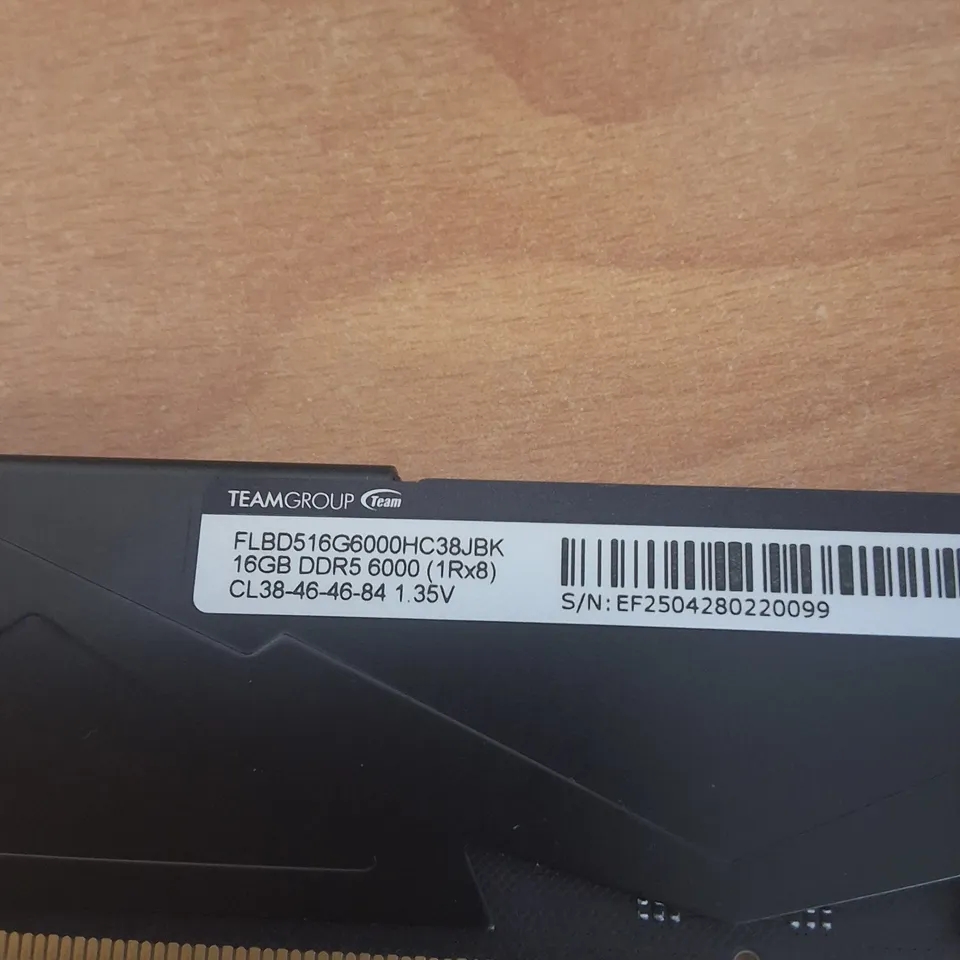 TEAMGROUP Team
FLBD516G6000HC38JBK
16GB DDR5 6000 (1Rx8)
CL38-46-46-84 1.35V
S/N: EF2504280220099